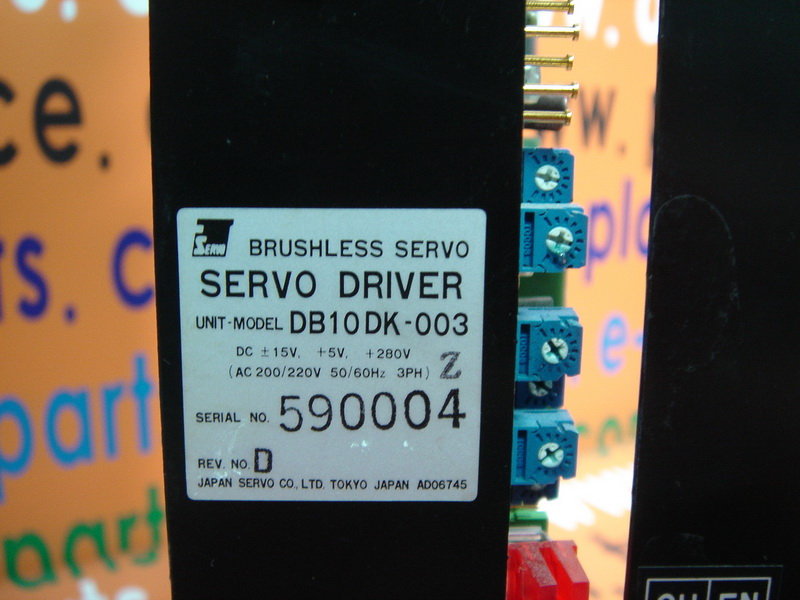 SERVO
BRUSHLESS SERVO
SERVO DRIVER
UNIT-MODEL DB10DK-003
DC ±15V, +5V, +280V
(AC 200/220V 50/60Hz 3PH) Z
SERIAL NO. 590004
REV. NO. D
JAPAN SERVO CO., LTD. TOKYO JAPAN AD06745